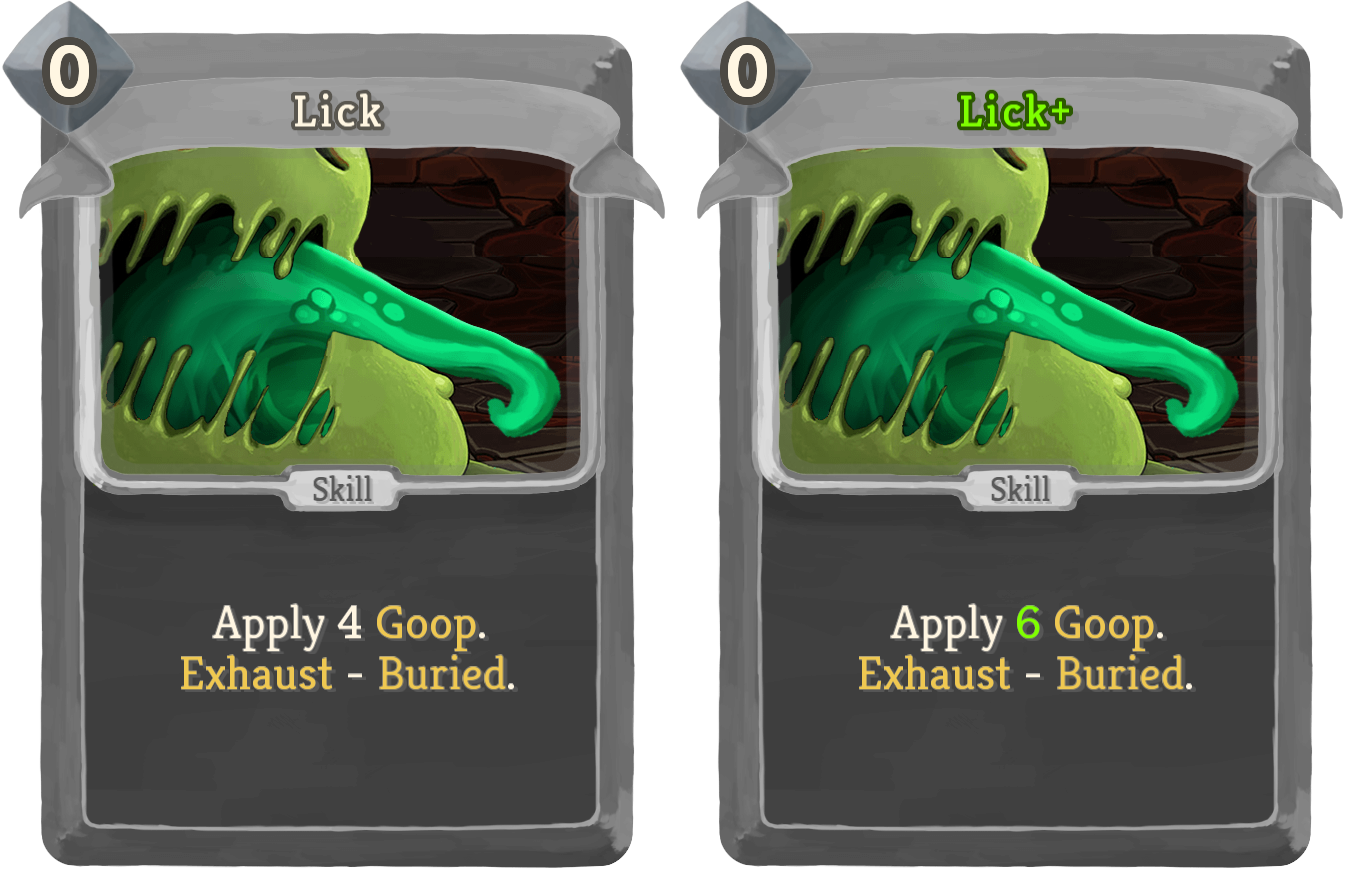 0
Lick
Skill
Apply 4 Goop.
Exhaust - Buried.
0
Lick+
Skill
Apply 6 Goop.
Exhaust - Buried.